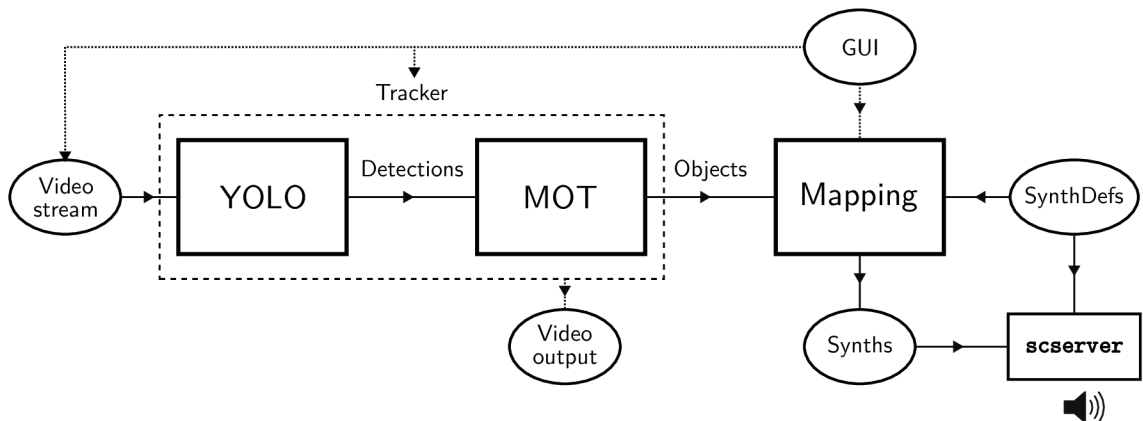 GUI
Tracker
Video
stream
YOLO
Detections
MOT
Objects
Mapping
SynthDefs
Video
output
Synths
scserver